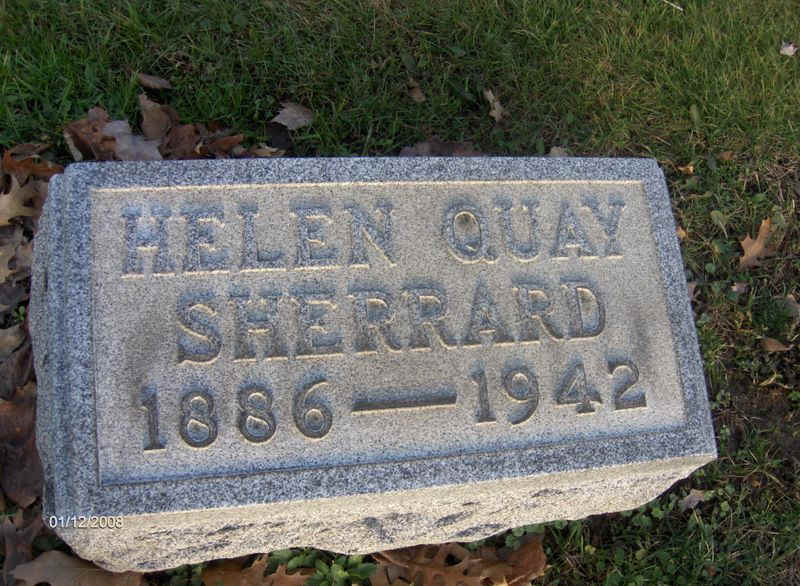 HELEN QUAY
SHERRARD
1886—1942
01/12/2008